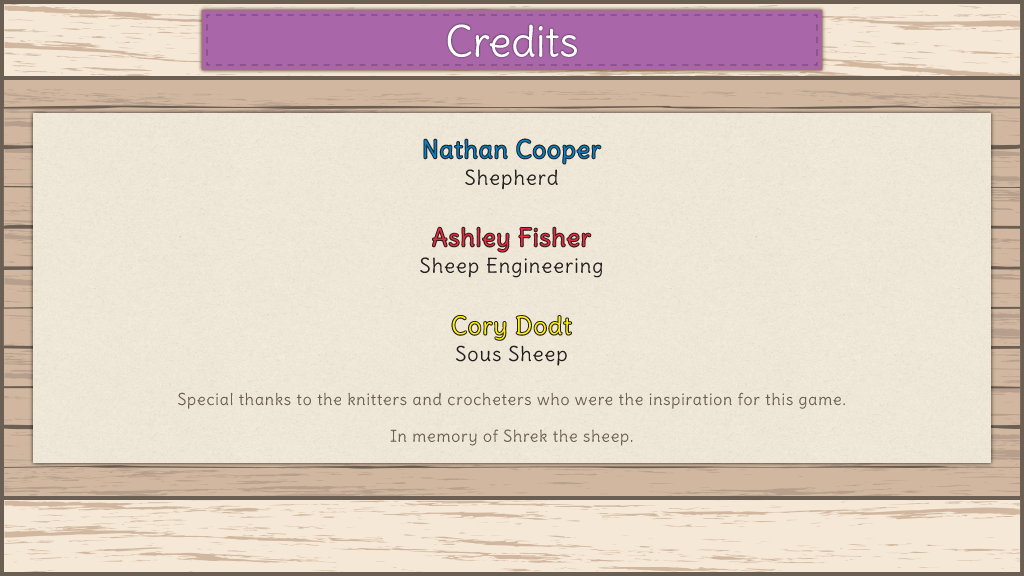 Credits
Nathan Cooper
Shepherd
Ashley Fisher
Sheep Engineering
Cory Dodt
Sous Sheep
Special thanks to the knitters and crocheters who were the inspiration for this game.
In memory of Shrek the sheep.